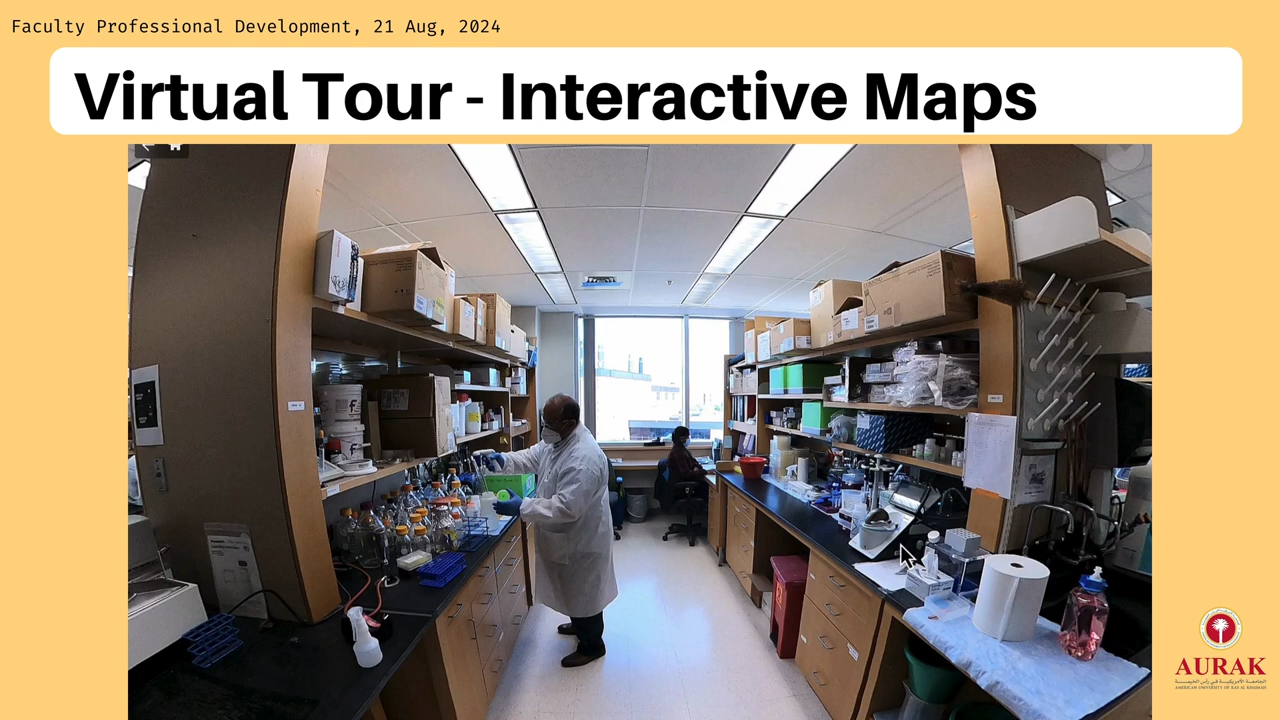 Faculty Professional Development, 21 Aug, 2024
Virtual Tour - Interactive Maps
AURAK
الجامعة الأمريكية في رأس الخيمة
AMERICAN UNIVERSITY OF RAS AL KHAIMAH